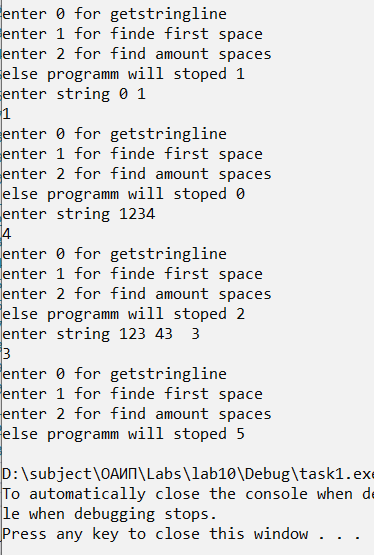 enter 0 for getstringline
enter 1 for finde first space
enter 2 for find amount spaces
else programm will stoped 1
enter string 0 1
1
enter 0 for getstringline
enter 1 for finde first space
enter 2 for find amount spaces
else programm will stoped 0
enter string 1234
4
enter 0 for getstringline
enter 1 for finde first space
enter 2 for find amount spaces
else programm will stoped 2
enter string 123 43  3
3
enter 0 for getstringline
enter 1 for finde first space
enter 2 for find amount spaces
else programm will stoped 5
D:\subject\ОАИП\Labs\lab10\Debug\task1.exe
To automatically close the console when de
le when debugging stops.
Press any key to close this window . . .